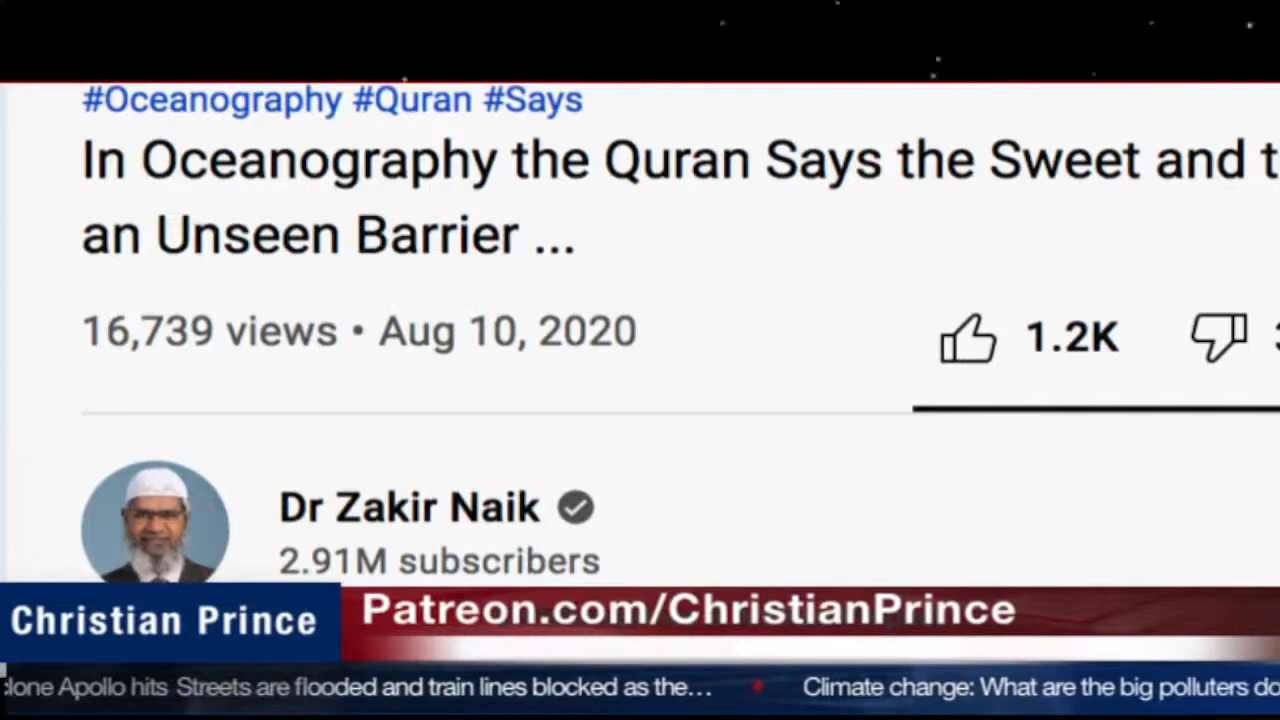 #Oceanography #Quran #Says
In Oceanography the Quran Says the Sweet and t
an Unseen Barrier ...
16,739 views • Aug 10, 2020
1.2K
Dr Zakir Naik
2.91M subscribers
Christian Prince
Patreon.com/ChristianPrince
clone Apollo hits Streets are flooded and train lines blocked as the... Climate change: What are the big polluters do